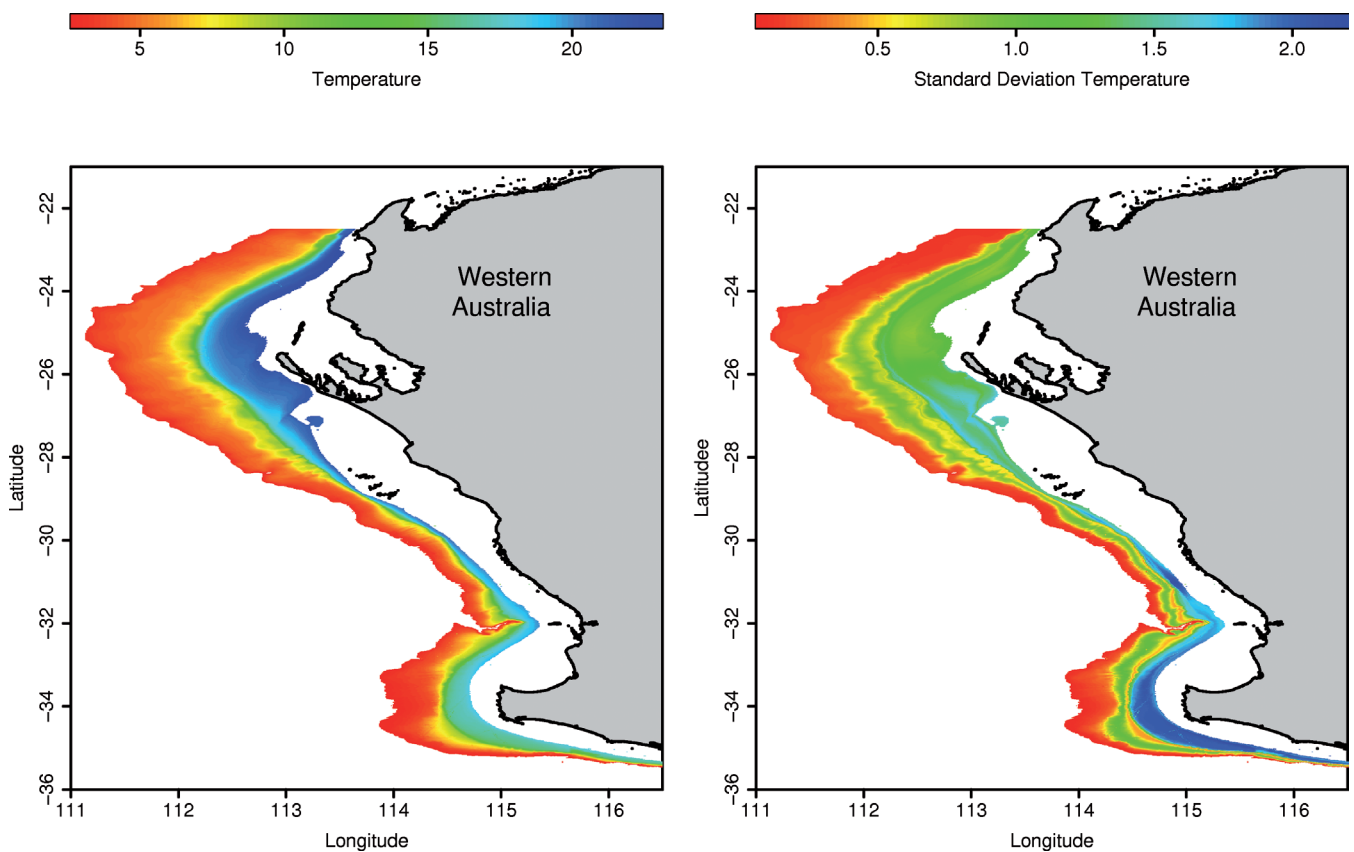 5 10 15 20
Temperature
0.5 1.0 1.5 2.0
Standard Deviation Temperature
−22
−24
−26
−28
−30
−32
−34
−36
Latitude
Western
Australia
111 112 113 114 115 116
Longitude
−22
−24
−26
−28
−30
−32
−34
−36
Latitudee
Western
Australia
111 112 113 114 115 116
Longitude